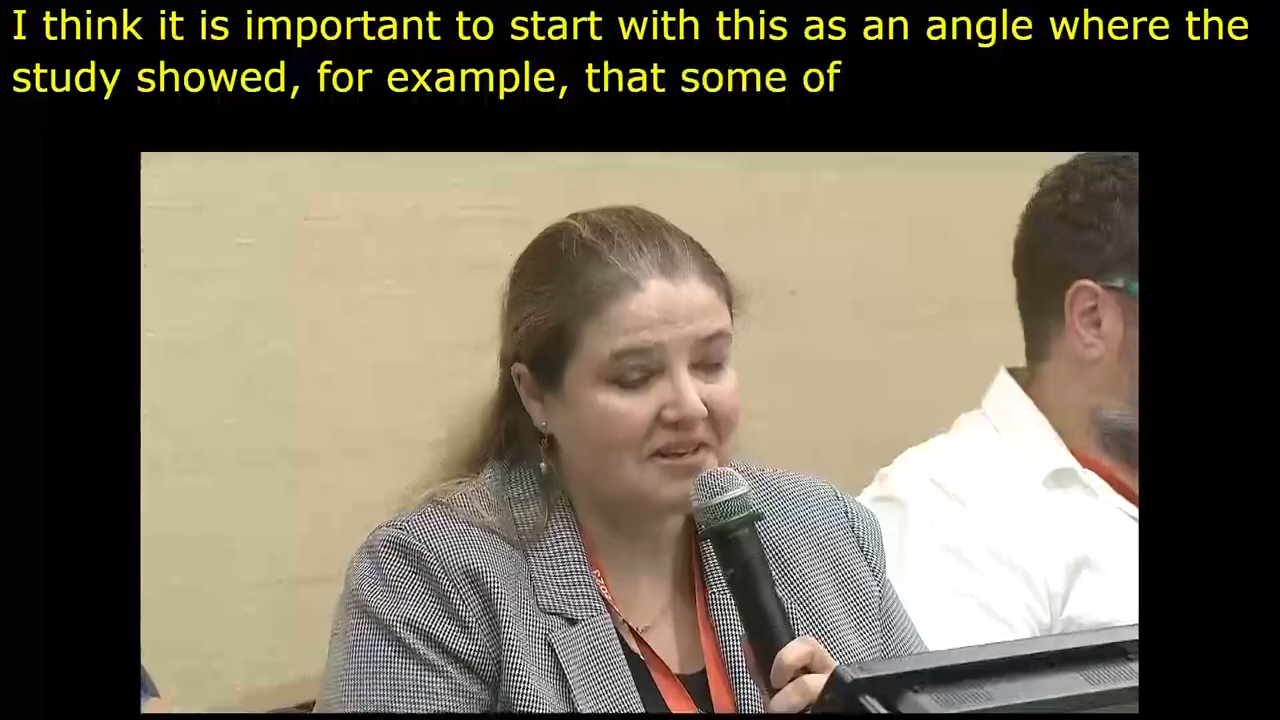 I think it is important to start with this as an angle where the
study showed, for example, that some of